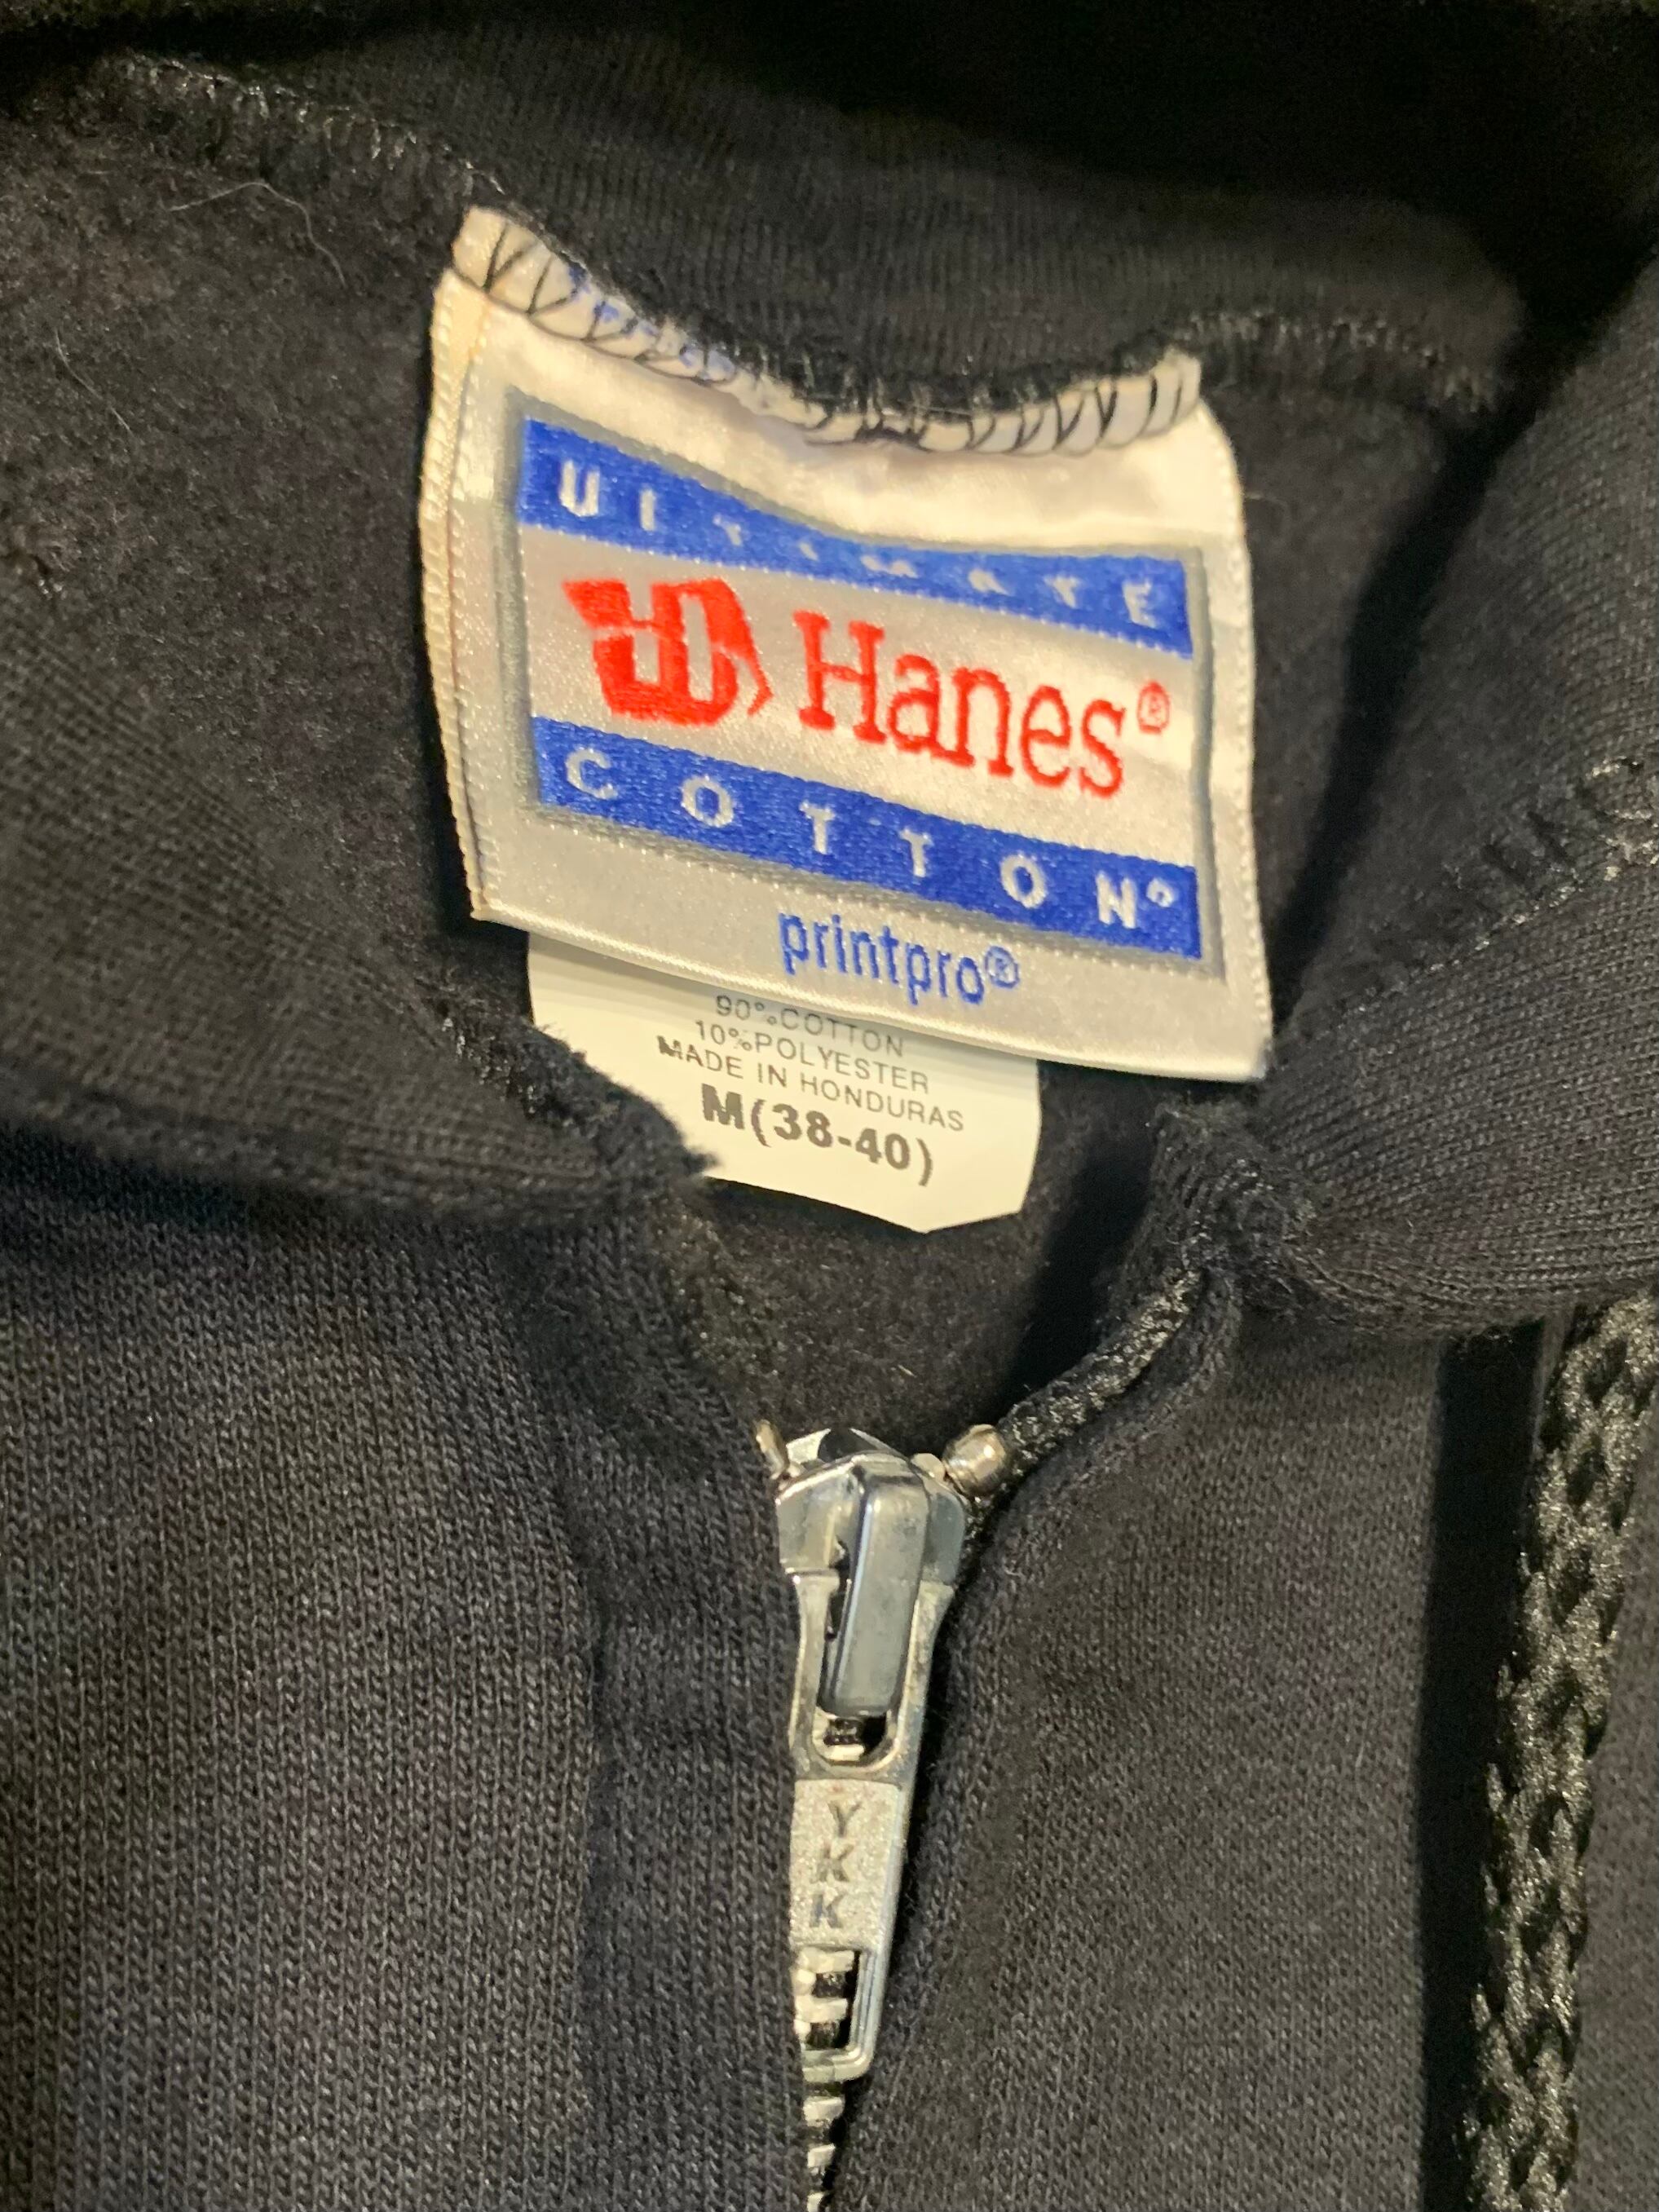 ULTIMATE
Hanes®
COTTON®
printpro®
90%COTTON
10%POLYESTER
MADE IN HONDURAS
M(38-40)
YKK